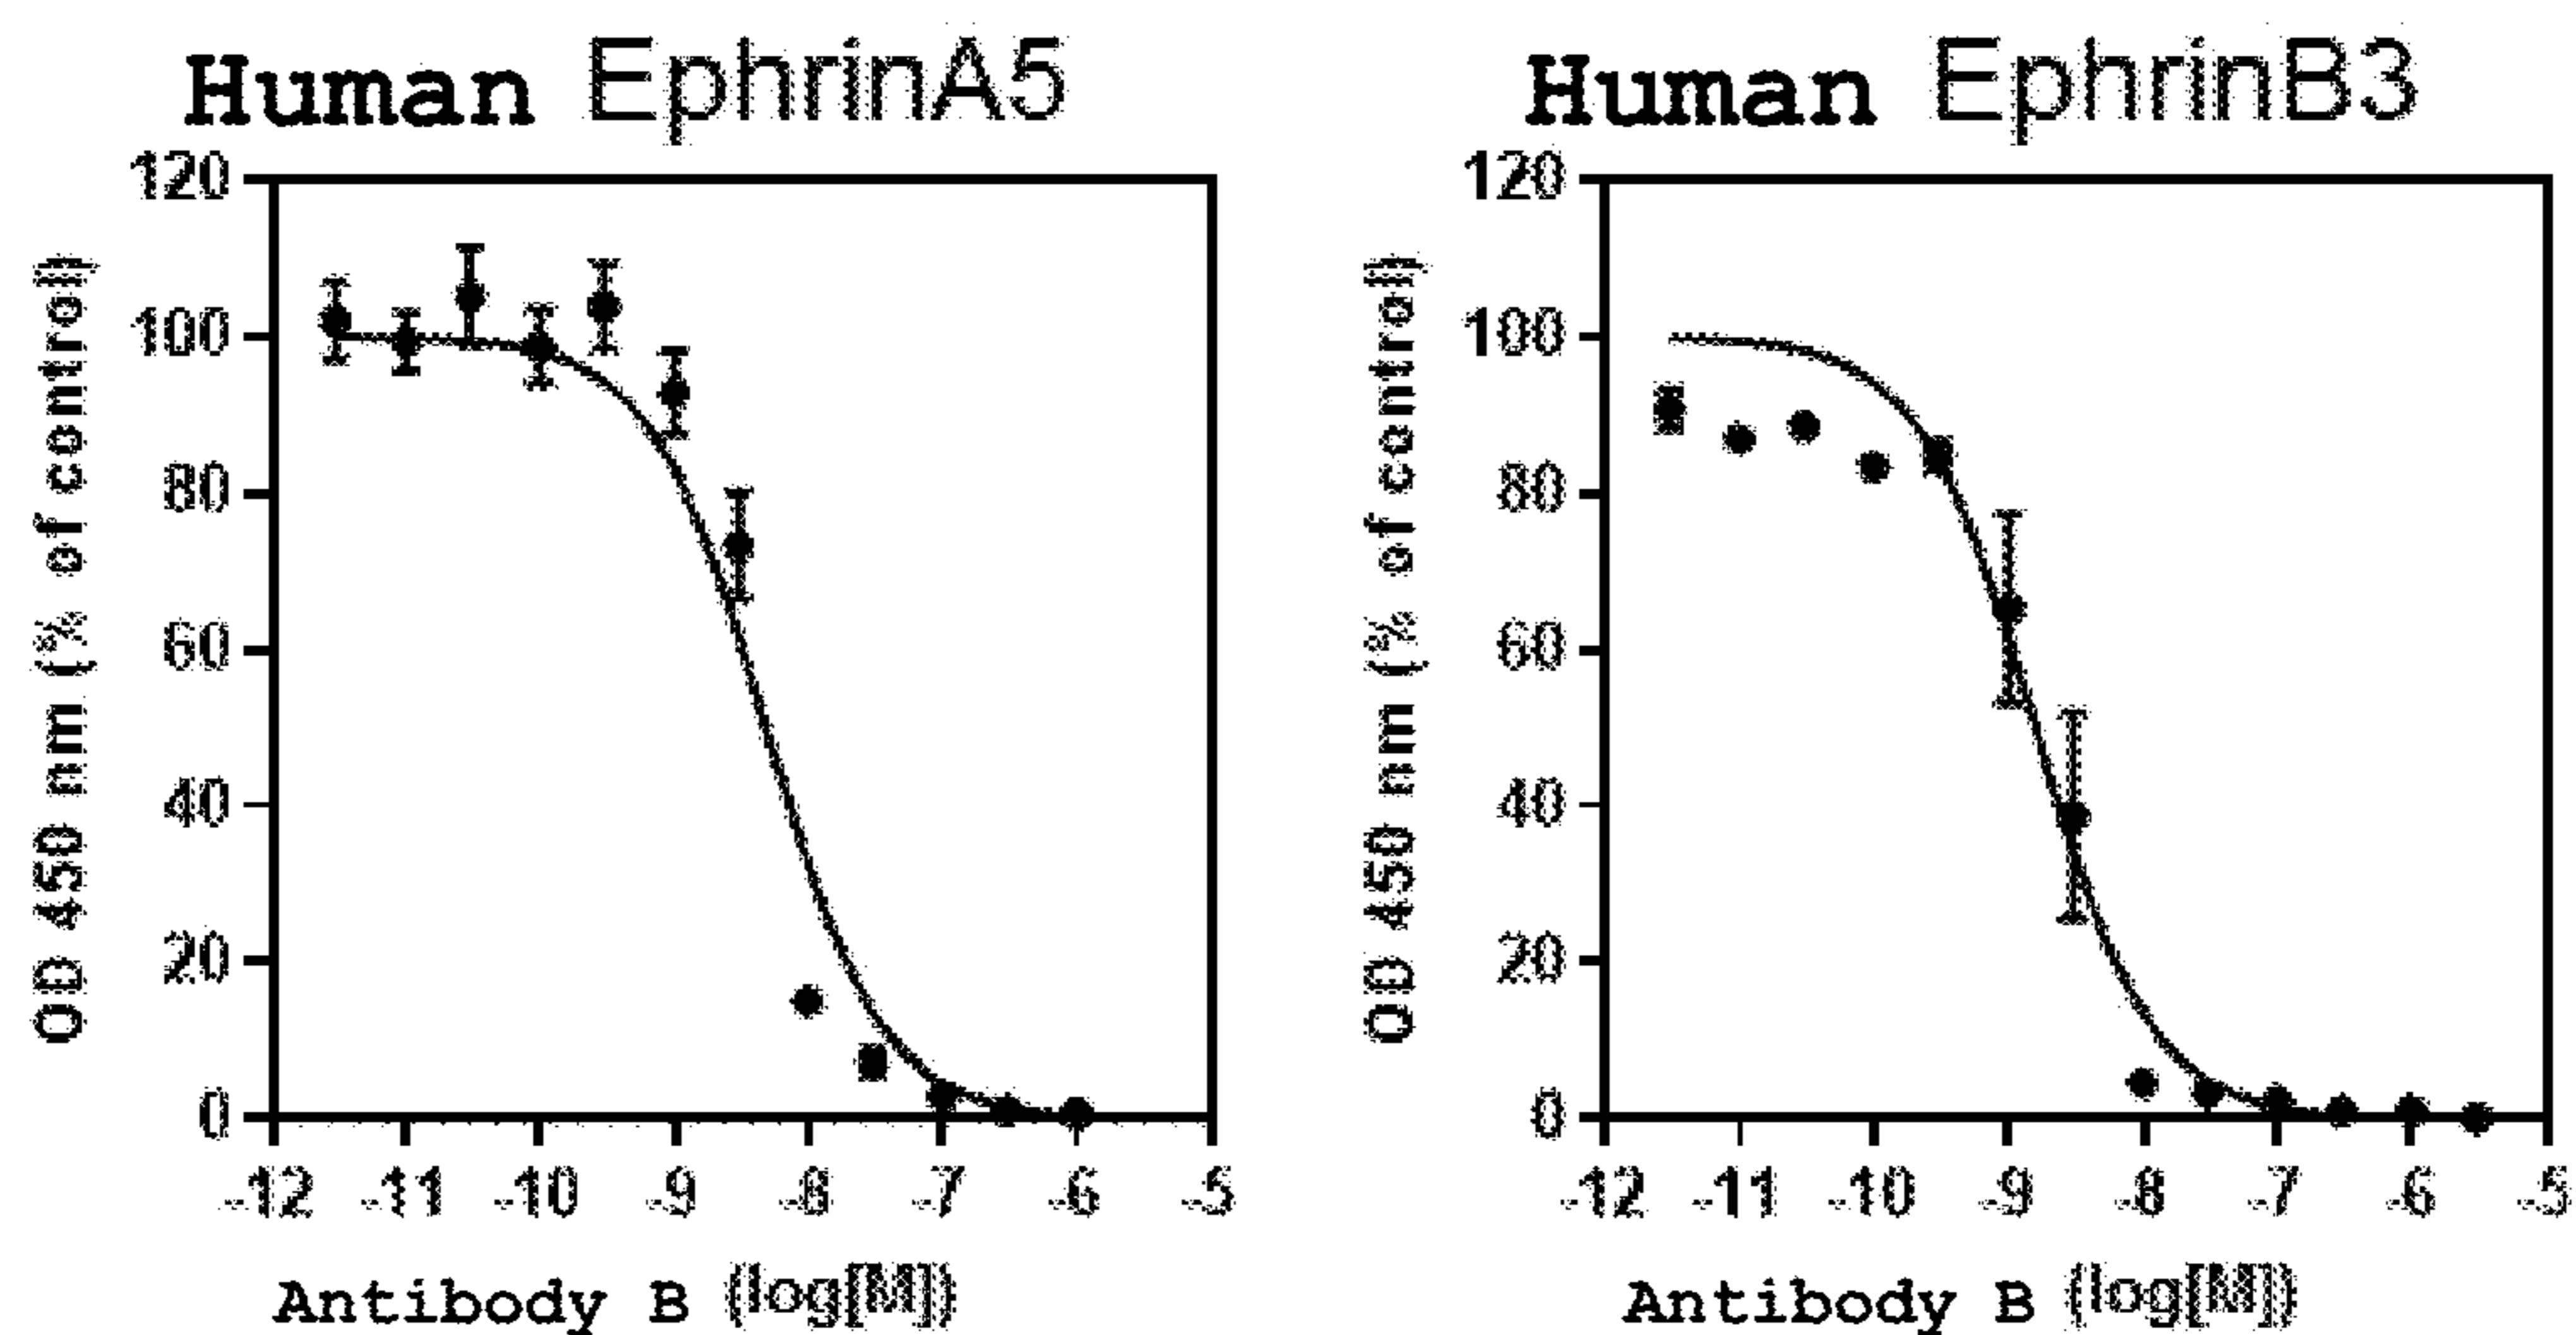 Human EphrinA5
120
100
80
60
40
20
0
OD 450 nm (% of control)
-12 -11 -10 -9 -8 -7 -6 -5
Antibody B (log[M])
Human EphrinB3
120
100
80
60
40
20
0
OD 450 nm (% of control)
-12 -11 -10 -9 -8 -7 -6 -5
Antibody B (log[M])